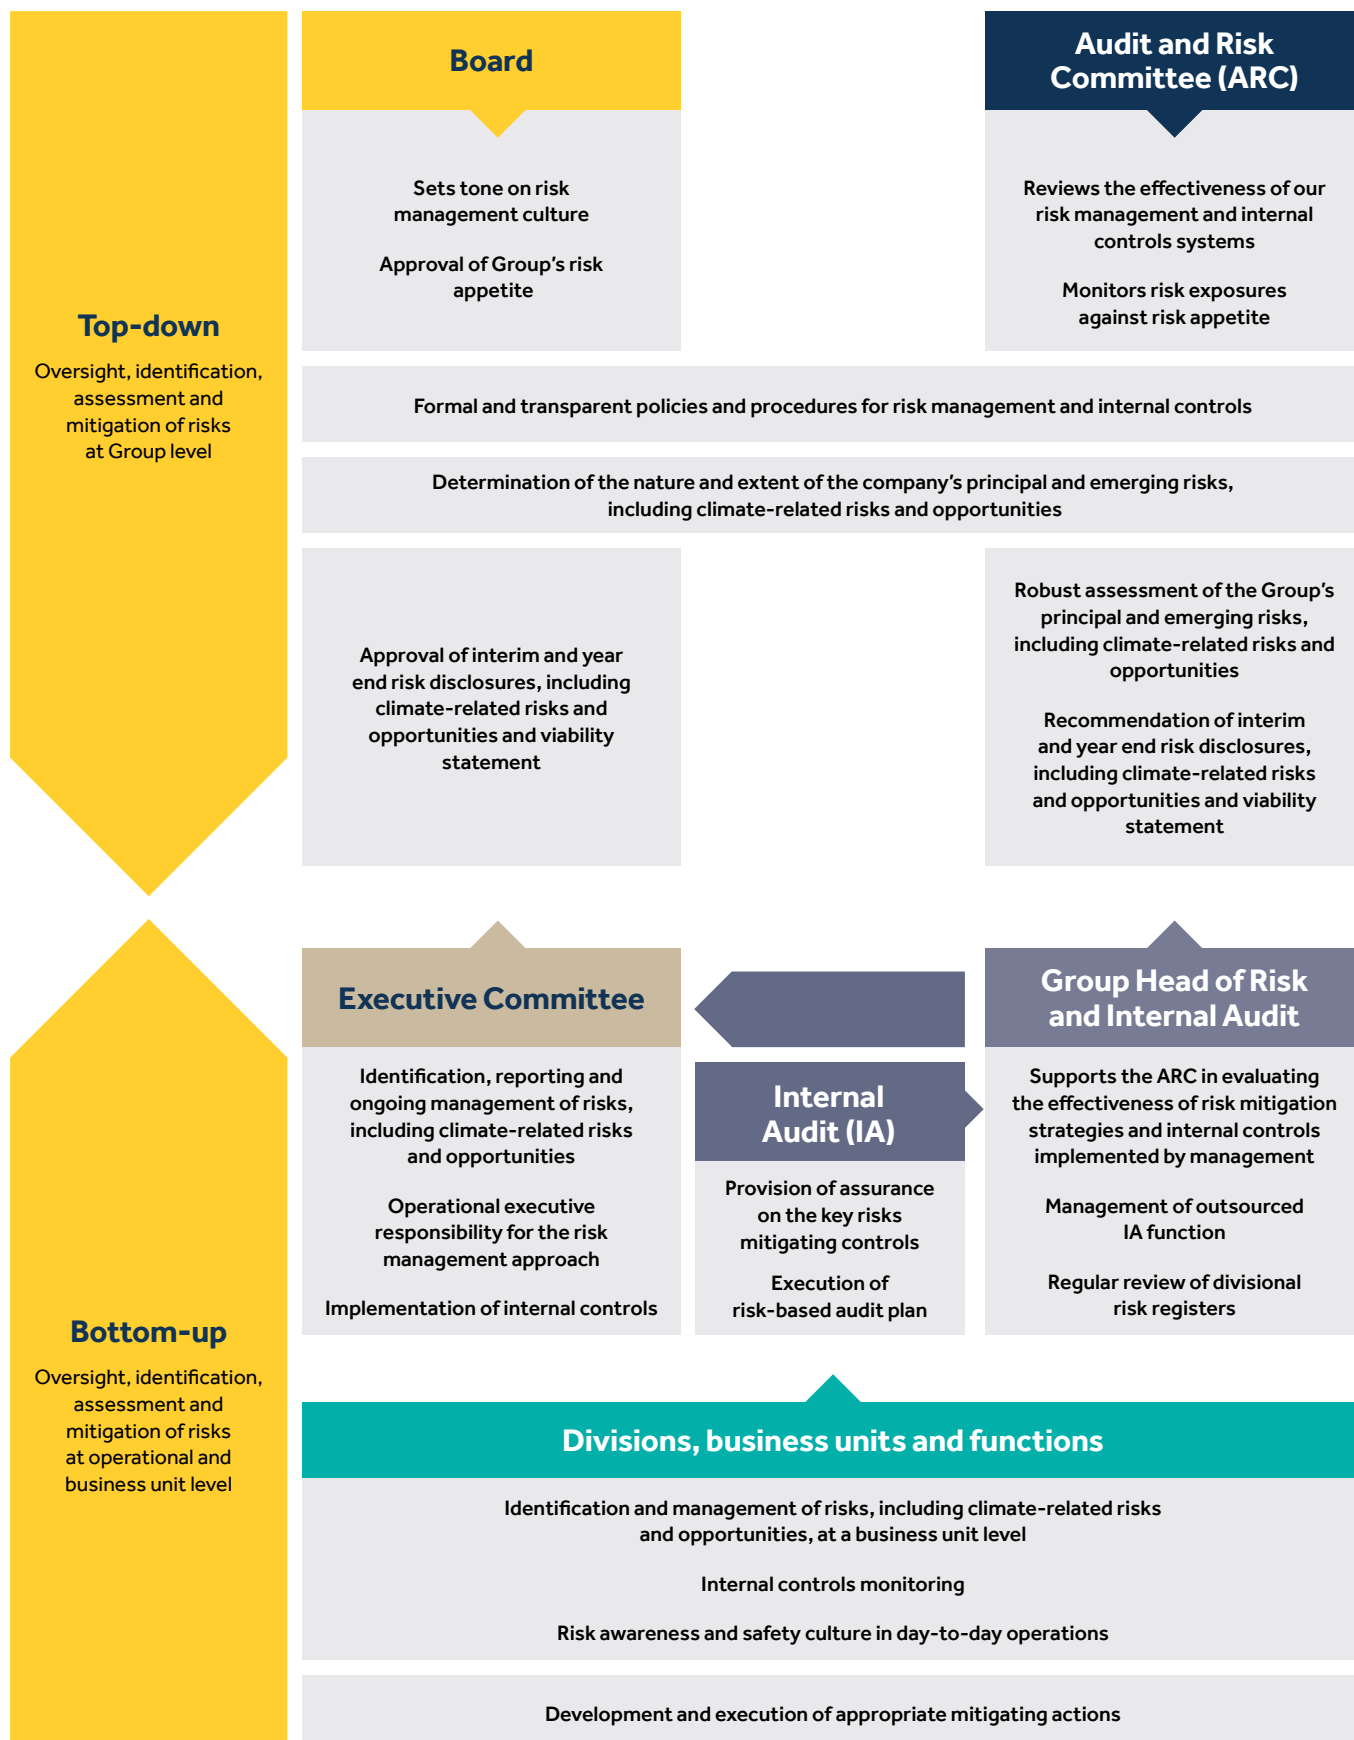 Top-down
Oversight, identification,
assessment and
mitigation of risks
at Group level
Board
Sets tone on risk
management culture
Approval of Group's risk
appetite
Audit and Risk
Committee (ARC)
Reviews the effectiveness of our
risk management and internal
controls systems
Monitors risk exposures
against risk appetite
Formal and transparent policies and procedures for risk management and internal controls
Determination of the nature and extent of the company's principal and emerging risks,
including climate-related risks and opportunities
Approval of interim and year
end risk disclosures, including
climate-related risks and
opportunities and viability
statement
Robust assessment of the Group's
principal and emerging risks,
including climate-related risks and
opportunities
Recommendation of interim
and year end risk disclosures,
including climate-related risks
and opportunities and viability
statement
Bottom-up
Oversight, identification,
assessment and
mitigation of risks
at operational and
business unit level
Executive Committee
Identification, reporting and
ongoing management of risks,
including climate-related risks
and opportunities
Operational executive
responsibility for the risk
management approach
Implementation of internal controls
Internal
Audit (IA)
Provision of assurance
on the key risks
mitigating controls
Execution of
risk-based audit plan
Group Head of Risk
and Internal Audit
Supports the ARC in evaluating
the effectiveness of risk mitigation
strategies and internal controls
implemented by management
Management of outsourced
IA function
Regular review of divisional
risk registers
Divisions, business units and functions
Identification and management of risks, including climate-related risks
and opportunities, at a business unit level
Internal controls monitoring
Risk awareness and safety culture in day-to-day operations
Development and execution of appropriate mitigating actions